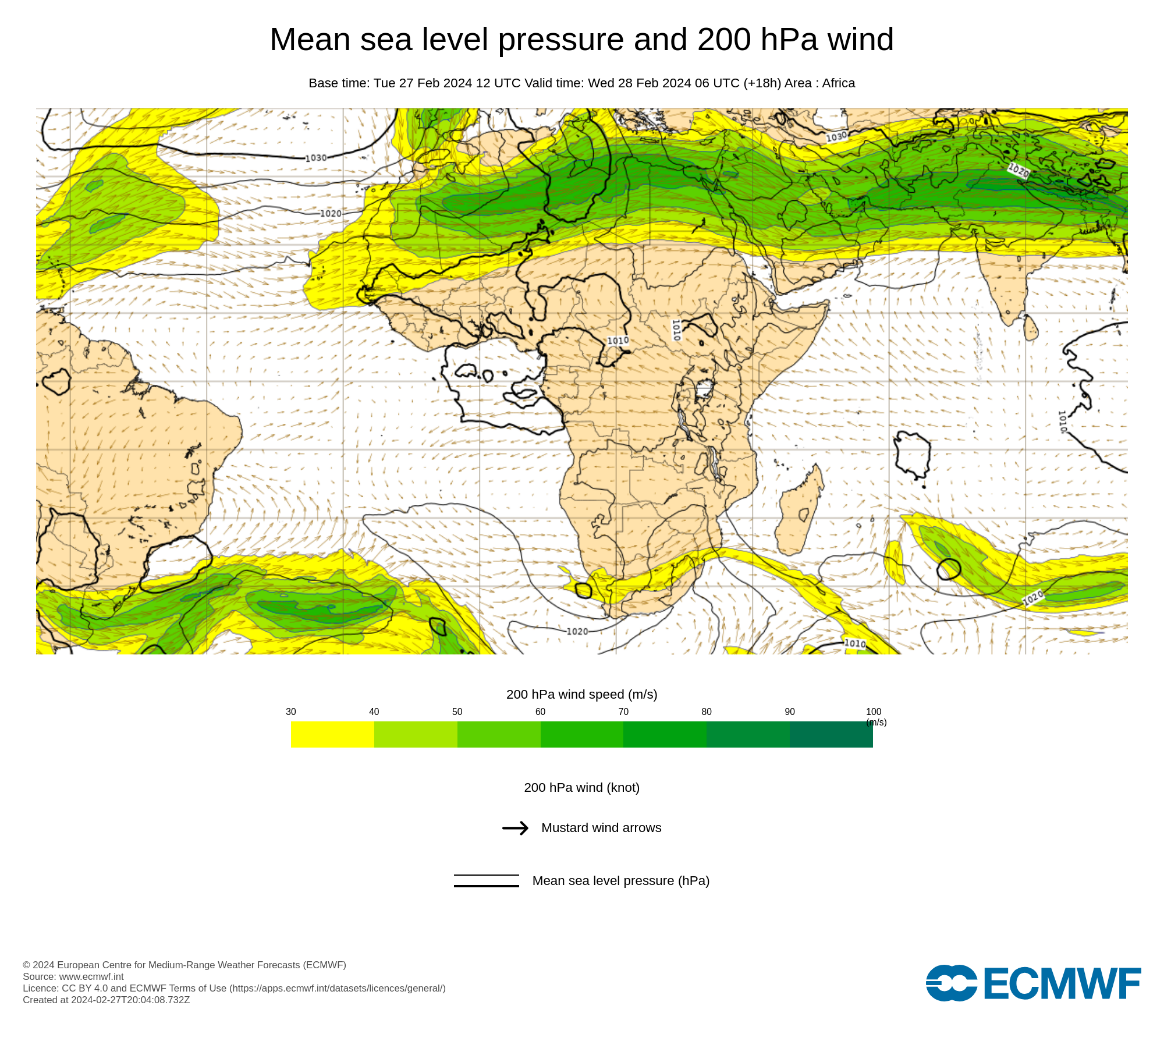 Mean sea level pressure and 200 hPa wind
Base time: Tue 27 Feb 2024 12 UTC Valid time: Wed 28 Feb 2024 06 UTC (+18h) Area : Africa
1030
1030
1020
1020
1010
1010
1010
1020
1020
1010
200 hPa wind speed (m/s)
30 40 50 60 70 80 90 100
(m/s)
200 hPa wind (knot)
Mustard wind arrows
Mean sea level pressure (hPa)
© 2024 European Centre for Medium-Range Weather Forecasts (ECMWF)
Source: www.ecmwf.int
Licence: CC BY 4.0 and ECMWF Terms of Use (https://apps.ecmwf.int/datasets/licences/general/)
Created at 2024-02-27T20:04:08.732Z
ECMWF